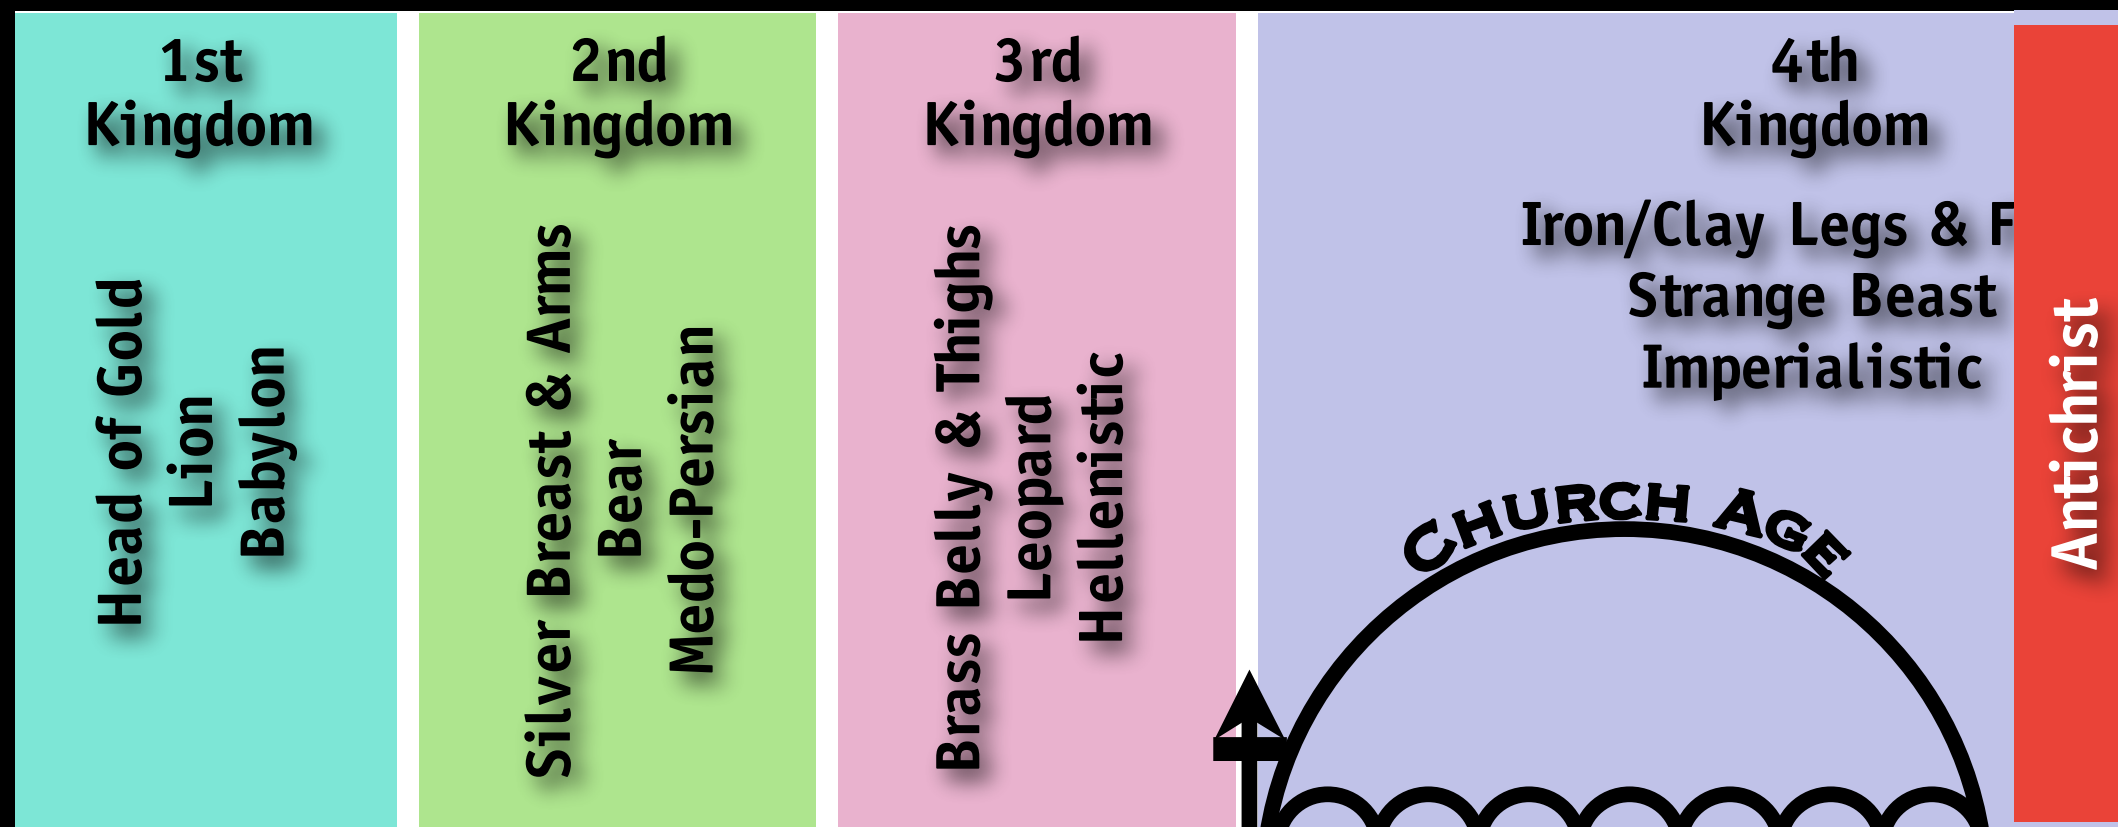 1st
Kingdom
Head of Gold
Lion
Babylon
2nd
Kingdom
Silver Breast & Arms
Bear
Medo-Persian
3rd
Kingdom
Brass Belly & Thighs
Leopard
Hellenistic
4th
Kingdom
Iron/Clay Legs &
Strange Beast
Imperialistic
CHURCH AGE
Antichrist